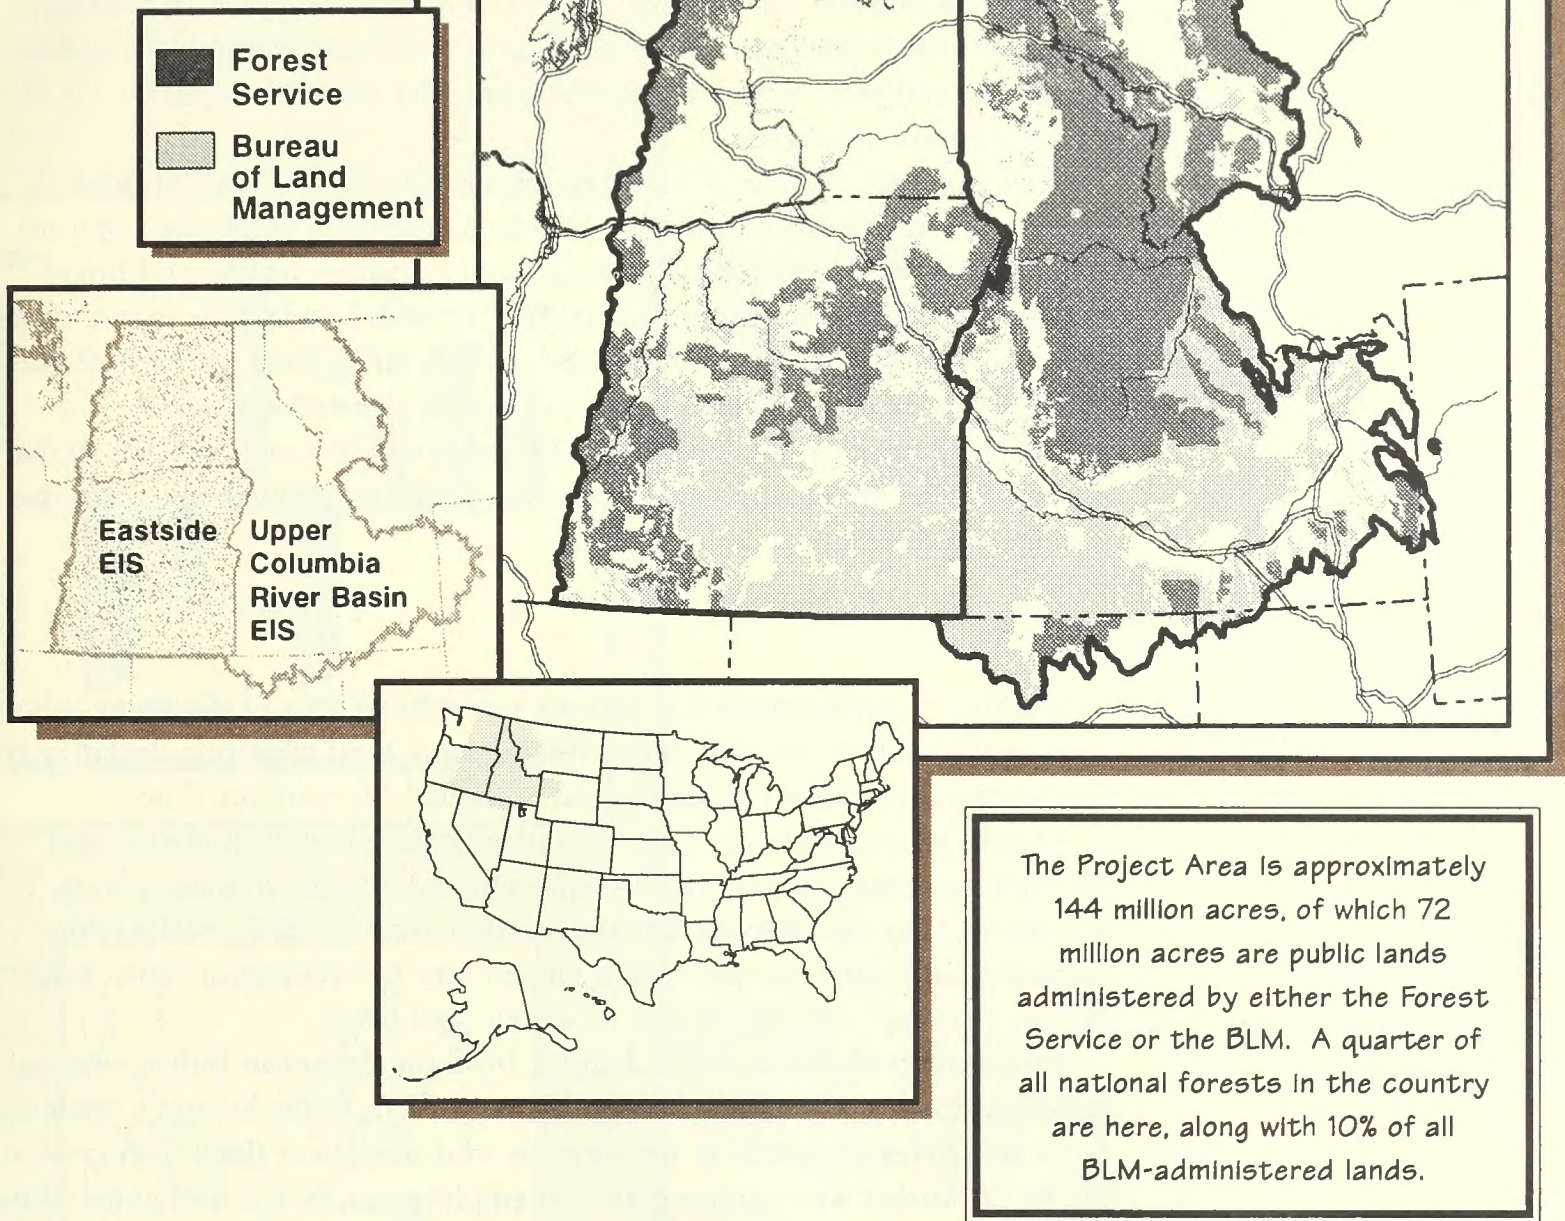 Forest
Service
Bureau
of Land
Management
Eastside
EIS
Upper
Columbia
River Basin
EIS
The Project Area is approximately
144 million acres, of which 72
million acres are public lands
administered by either the Forest
Service or the BLM. A quarter of
all national forests in the country
are here, along with 10% of all
BLM-administered lands.